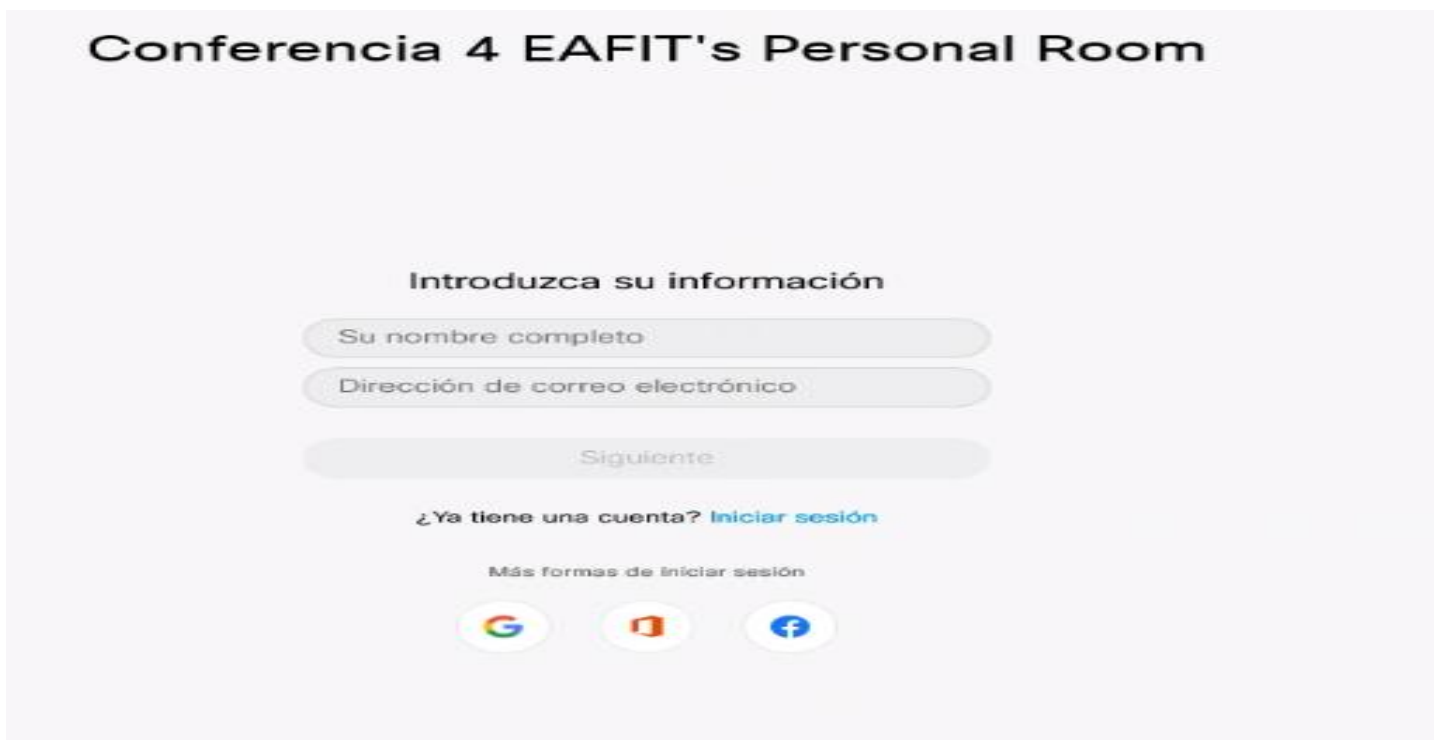 Conferencia 4 EAFIT's Personal Room
Introduzca su información
Su nombre completo
Dirección de correo electrónico
Siguiente
¿Ya tiene una cuenta? Iniciar sesión
Más formas de iniciar sesión